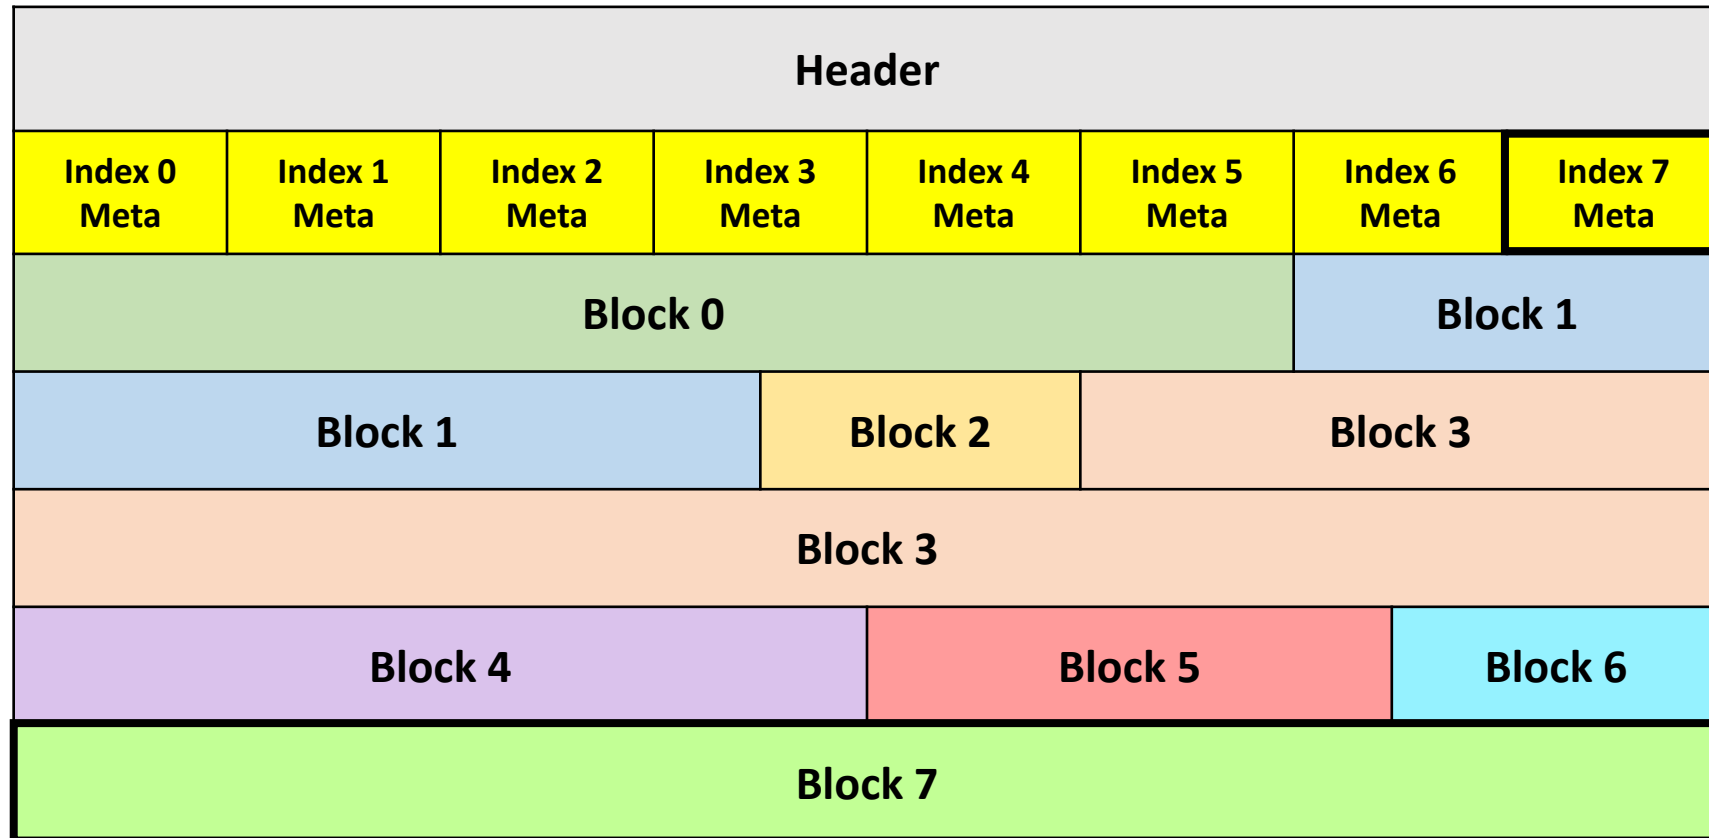 Header
Index 0
Meta
Index 1
Meta
Index 2
Meta
Index 3
Meta
Index 4
Meta
Index 5
Meta
Index 6
Meta
Index 7
Meta
Block 0
Block 1
Block 1
Block 2
Block 3
Block 3
Block 4
Block 5
Block 6
Block 7